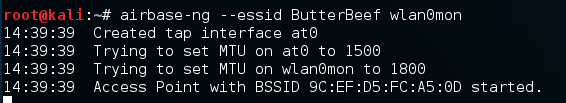 root@kali:~# airbase-ng --essid ButterBeef wlan0mon
14:39:39  Created tap interface at0
14:39:39  Trying to set MTU on at0 to 1500
14:39:39  Trying to set MTU on wlan0mon to 1800
14:39:39  Access Point with BSSID 9C:EF:D5:FC:A5:0D started.